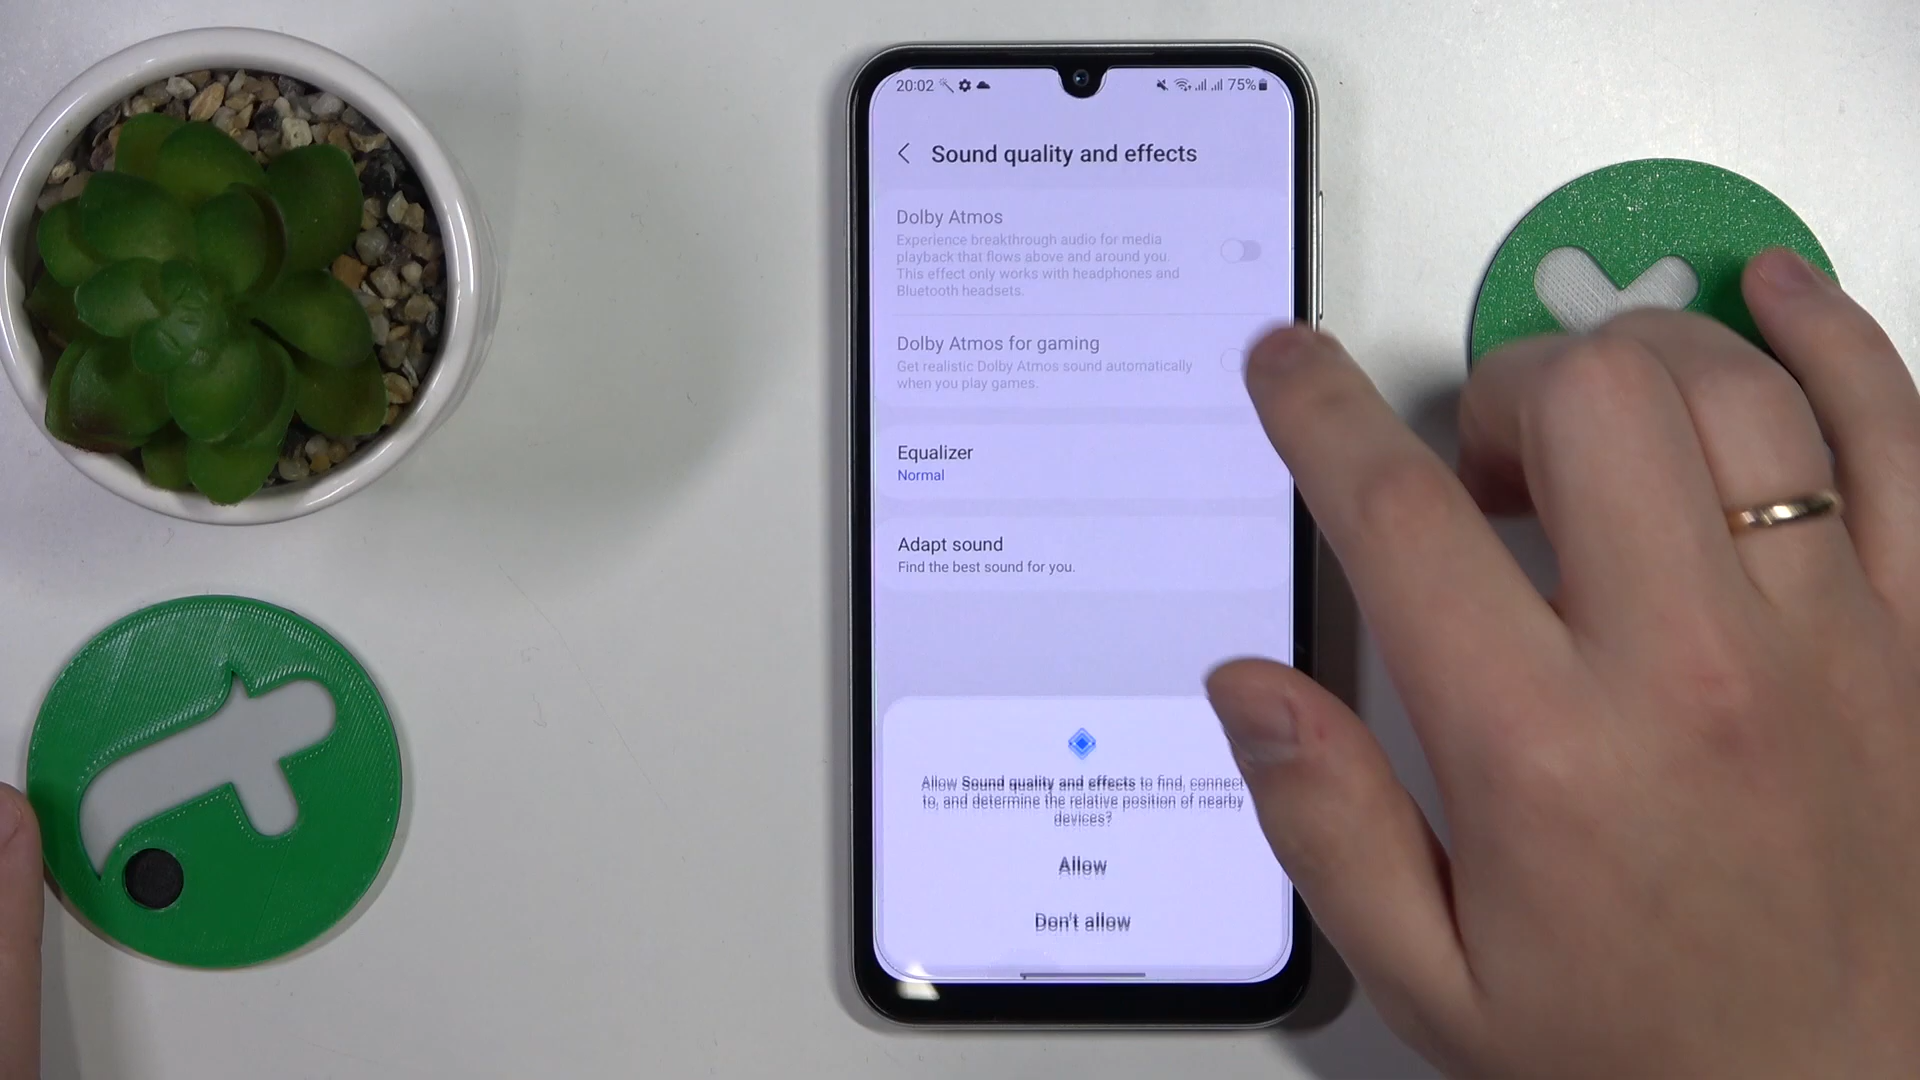 20:02
75%
Sound quality and effects
Dolby Atmos
Experience breakthrough audio for media
playback that flows above and around you.
This effect only works with headphones and
Bluetooth headsets.
Dolby Atmos for gaming
Get realistic Dolby Atmos sound automatically
when you play games.
Equalizer
Normal
Adapt sound
Find the best sound for you.
Allow Sound quality and effects to find, connect
to, and determine the relative position of nearby
devices?
Allow
Don't allow